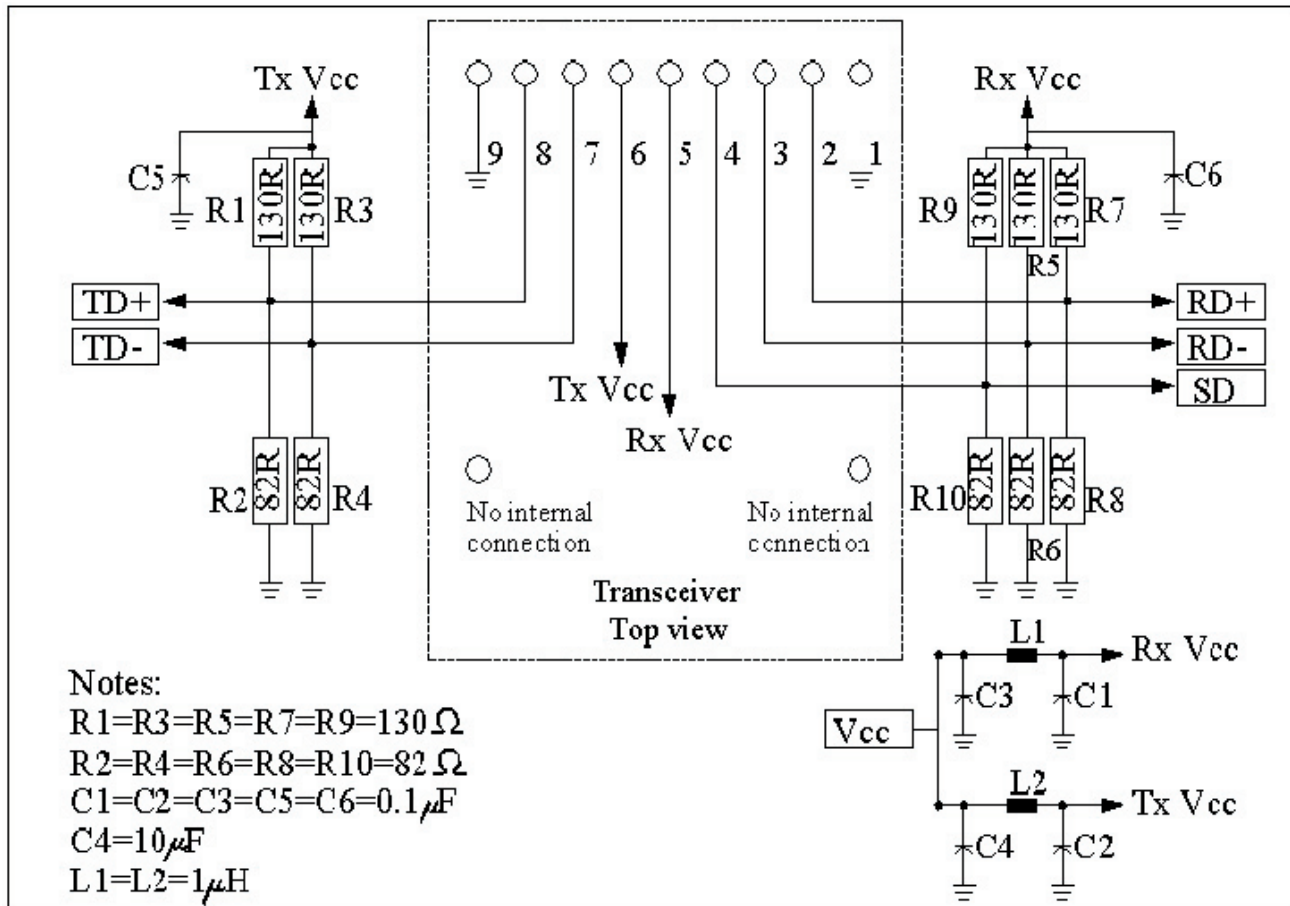 Tx Vcc
Rx Vcc
9 8 7 6 5 4 3 2 1
C5
C6
R1 130R 130R R3
R9 130R 130R 130R R7
R5
TD+
RD+
TD-
RD-
SD
Tx Vcc
Rx Vcc
R2 82R 82R R4
R10 82R 82R 82R R8
R6
No internal
connection
No internal
connection
Transceiver
Top view
L1
Rx Vcc
C3
C1
Vcc
L2
Tx Vcc
C4
C2
Notes:
R1=R3=R5=R7=R9=130Ω
R2=R4=R6=R8=R10=82Ω
C1=C2=C3=C5=C6=0.1μF
C4=10μF
L1=L2=1μH